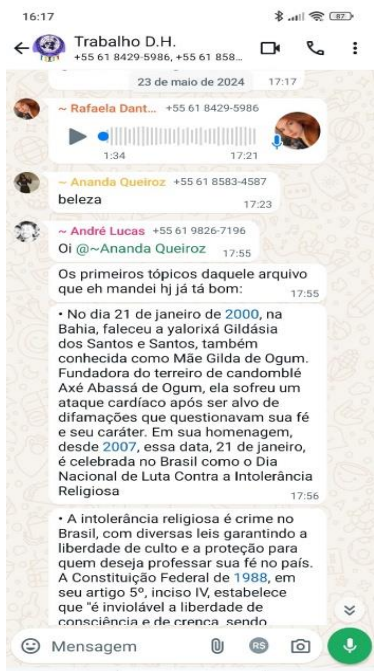 16:17
87
Trabalho D.H.
+55 61 8429-5986, +55 61 858...
23 de maio de 2024
17:17
~ Rafaela Dant... +55 61 8429-5986
1:34
17:21
~ Ananda Queiroz +55 61 8583-4587
beleza
17:23
~ André Lucas +55 61 9826-7196
Oi @~Ananda Queiroz
17:55
Os primeiros tópicos daquele arquivo
que eh mandei hj já tá bom:
17:55
• No dia 21 de janeiro de 2000, na
Bahia, faleceu a yalorixá Gildásia
dos Santos e Santos, também
conhecida como Mãe Gilda de Ogum.
Fundadora do terreiro de candomblé
Axé Abassá de Ogum, ela sofreu um
ataque cardíaco após ser alvo de
difamações que questionavam sua fé
e seu caráter. Em sua homenagem,
desde 2007, essa data, 21 de janeiro,
é celebrada no Brasil como o Dia
Nacional de Luta Contra a Intolerância
Religiosa
17:56
• A intolerância religiosa é crime no
Brasil, com diversas leis garantindo a
liberdade de culto e a proteção para
quem deseja professar sua fé no país.
A Constituição Federal de 1988, em
seu artigo 5º, inciso IV, estabelece
que "é inviolável a liberdade de
consciência e de crença, sendo
Mensagem
RS